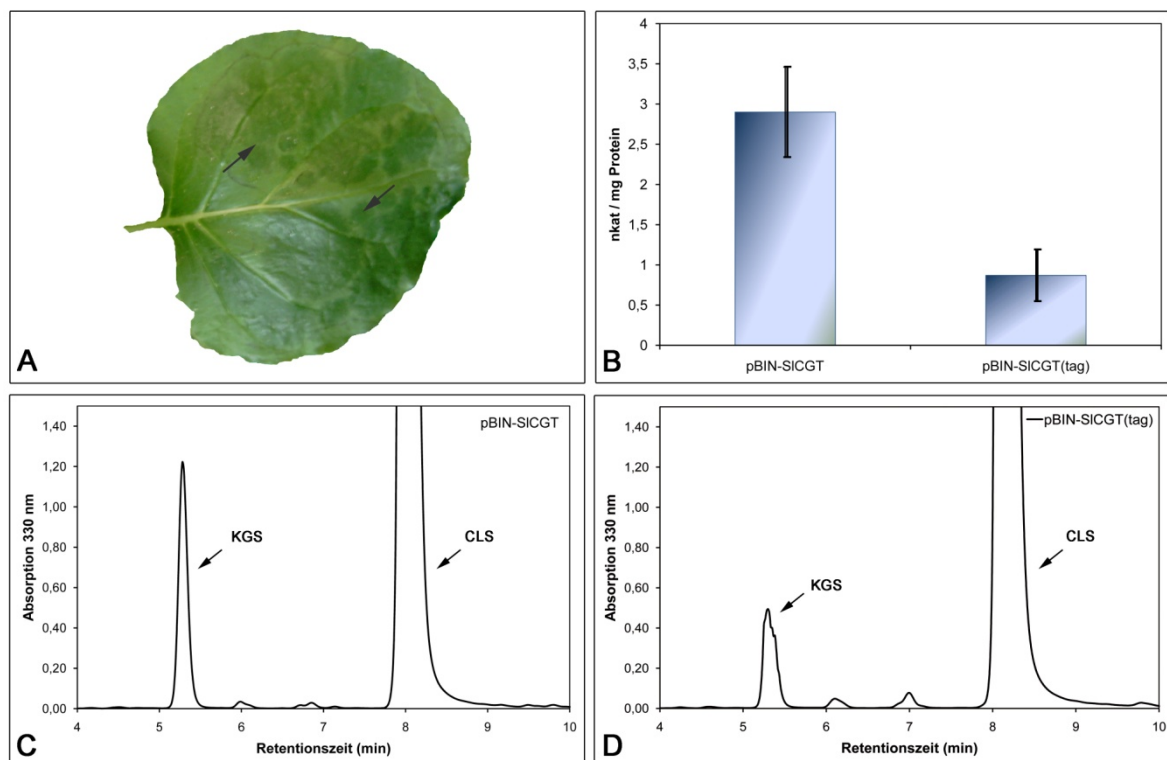 A
4
3,5
3
2,5
2
1,5
1
0,5
0
nkat / mg Protein
pBIN-SlCGT
pBIN-SlCGT(tag)
B
pBIN-SlCGT
1,40
1,20
1,00
0,80
0,60
0,40
0,20
0,00
Absorption 330 nm
KGS
CLS
4 5 6 7 8 9 10
Retentionszeit (min)
C
pBIN-SlCGT(tag)
1,40
1,20
1,00
0,80
0,60
0,40
0,20
0,00
Absorption 330 nm
KGS
CLS
4 5 6 7 8 9 10
Retentionszeit (min)
D